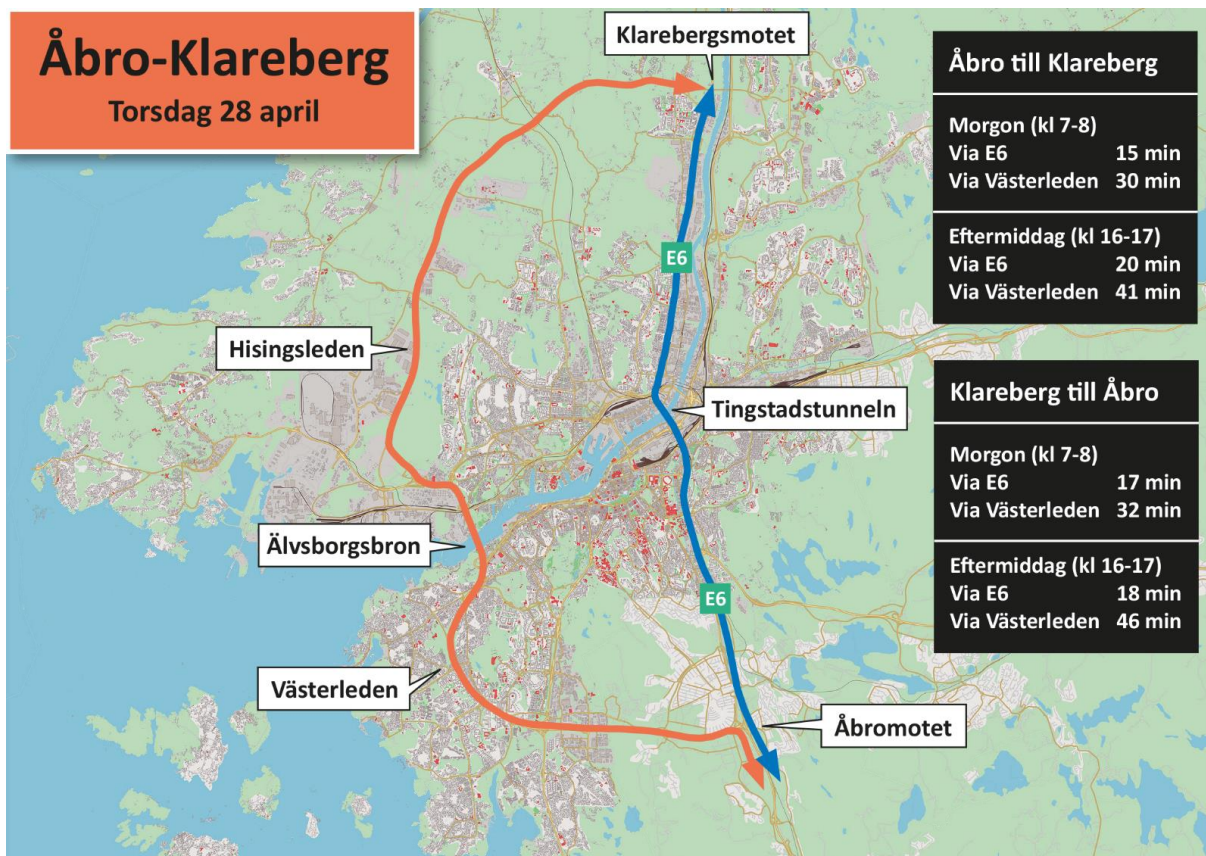 Åbro-Klareberg
Torsdag 28 april
Klarebergsmotet
E6
Hisingsleden
Tingstadstunneln
Älvsborgsbron
E6
Västerleden
Åbromotet
Åbro till Klareberg
Morgon (kl 7-8)
Via E6 15 min
Via Västerleden 30 min
Eftermiddag (kl 16-17)
Via E6 20 min
Via Västerleden 41 min
Klareberg till Åbro
Morgon (kl 7-8)
Via E6 17 min
Via Västerleden 32 min
Eftermiddag (kl 16-17)
Via E6 18 min
Via Västerleden 46 min